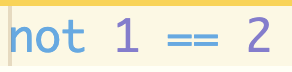 not 1 == 2